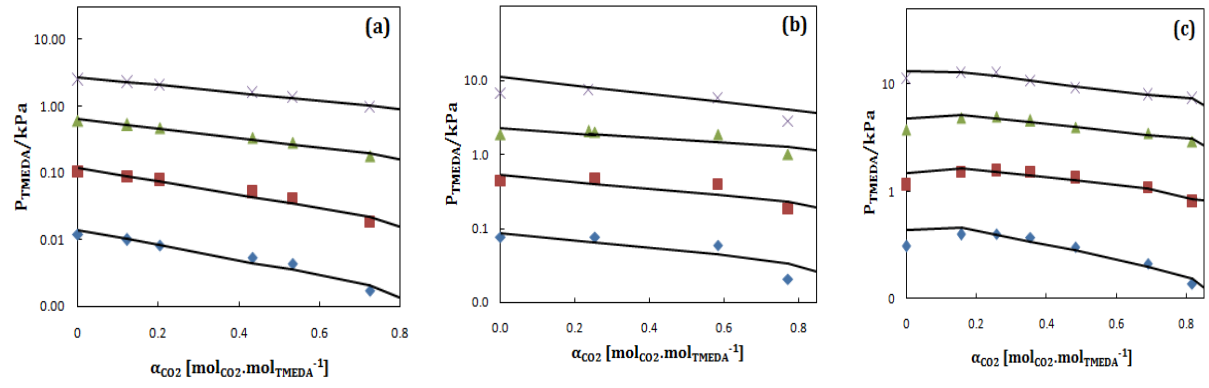 (a)
10.00
1.00
0.10
0.01
0.00
P_TMEDA/kPa
0 0.2 0.4 0.6 0.8
α_CO2 [mol_CO2.mol_TMEDA^-1]
(b)
10.0
1.0
0.1
0.0
P_TMEDA/kPa
0.0 0.2 0.4 0.6 0.8
α_CO2 [mol_CO2.mol_TMEDA^-1]
(c)
10
1
0
P_TMEDA/kPa
0 0.2 0.4 0.6 0.8
α_CO2 [mol_CO2.mol_TMEDA^-1]